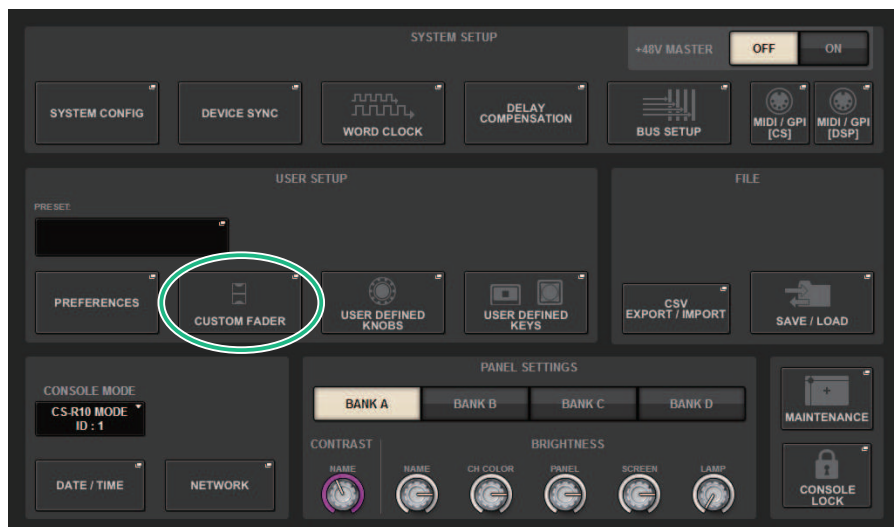 SYSTEM SETUP
+48V MASTER
OFF
ON
SYSTEM CONFIG
DEVICE SYNC
WORD CLOCK
DELAY
COMPENSATION
BUS SETUP
MIDI / GPI
[CS]
MIDI / GPI
[DSP]
USER SETUP
PRESET
PREFERENCES
CUSTOM FADER
USER DEFINED
KNOBS
USER DEFINED
KEYS
FILE
CSV
EXPORT / IMPORT
SAVE / LOAD
CONSOLE MODE
CS-R10 MODE
ID : 1
DATE / TIME
NETWORK
PANEL SETTINGS
BANK A
BANK B
BANK C
BANK D
CONTRAST
BRIGHTNESS
NAME
NAME
CH COLOR
PANEL
SCREEN
LAMP
MAINTENANCE
CONSOLE
LOCK